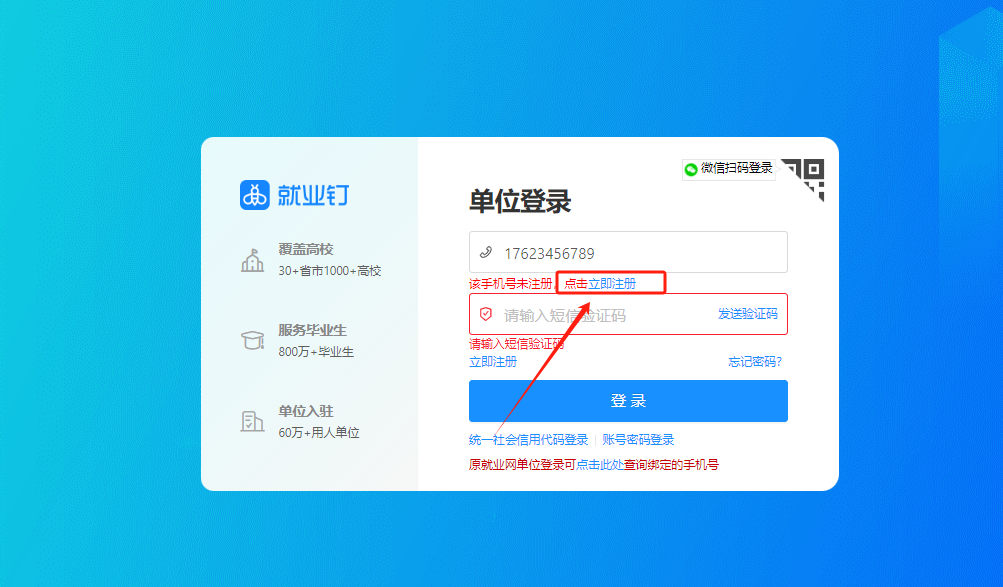 就业钉
覆盖高校
30+省市1000+高校
服务毕业生
800万+毕业生
单位入驻
60万+用人单位
微信扫码登录
单位登录
17623456789
该手机号未注册，点击立即注册
请输入短信验证码 发送验证码
请输入短信验证码
立即注册 忘记密码?
登录
统一社会信用代码登录 | 账号密码登录
原就业网单位登录可点击此处查询绑定的手机号